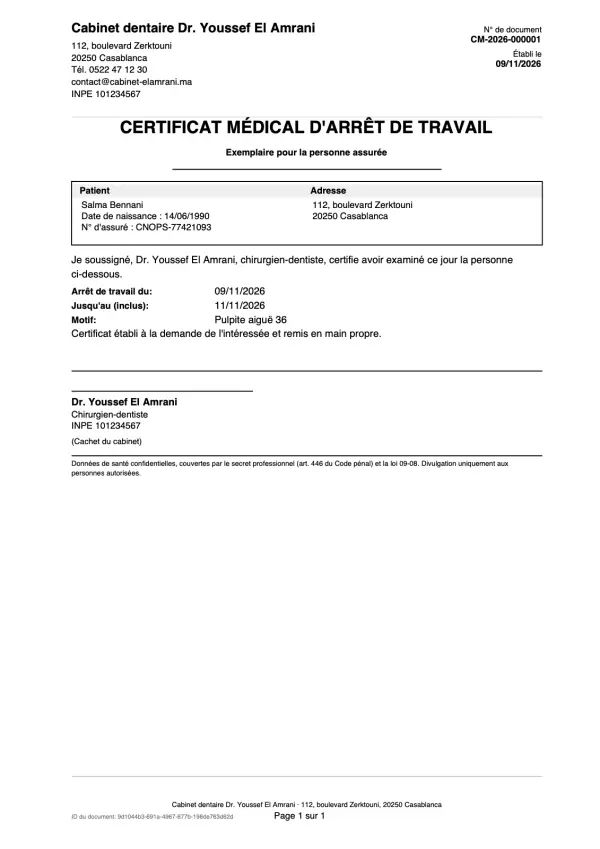 Cabinet dentaire Dr. Youssef El Amrani
112, boulevard Zerktouni
20250 Casablanca
Tél. 0522 47 12 30
contact@cabinet-elamrani.ma
INPE 101234567
N° de document
CM-2026-000001
Établi le
09/11/2026
CERTIFICAT MÉDICAL D'ARRÊT DE TRAVAIL
Exemplaire pour la personne assurée
Patient
Salma Bennani
Date de naissance : 14/06/1990
N° d'assuré : CNOPS-77421093
Adresse
112, boulevard Zerktouni
20250 Casablanca
Je soussigné, Dr. Youssef El Amrani, chirurgien-dentiste, certifie avoir examiné ce jour la personne
ci-dessous.
Arrêt de travail du: 09/11/2026
Jusqu'au (inclus): 11/11/2026
Motif: Pulpite aiguë 36
Certificat établi à la demande de l'intéressée et remis en main propre.
Dr. Youssef El Amrani
Chirurgien-dentiste
INPE 101234567
(Cachet du cabinet)
Données de santé confidentielles, couvertes par le secret professionnel (art. 446 du Code pénal) et la loi 09-08. Divulgation uniquement aux
personnes autorisées.
Cabinet dentaire Dr. Youssef El Amrani · 112, boulevard Zerktouni, 20250 Casablanca
ID du document: 9d1044b3-691a-4967-877b-198de763d62d Page 1 sur 1